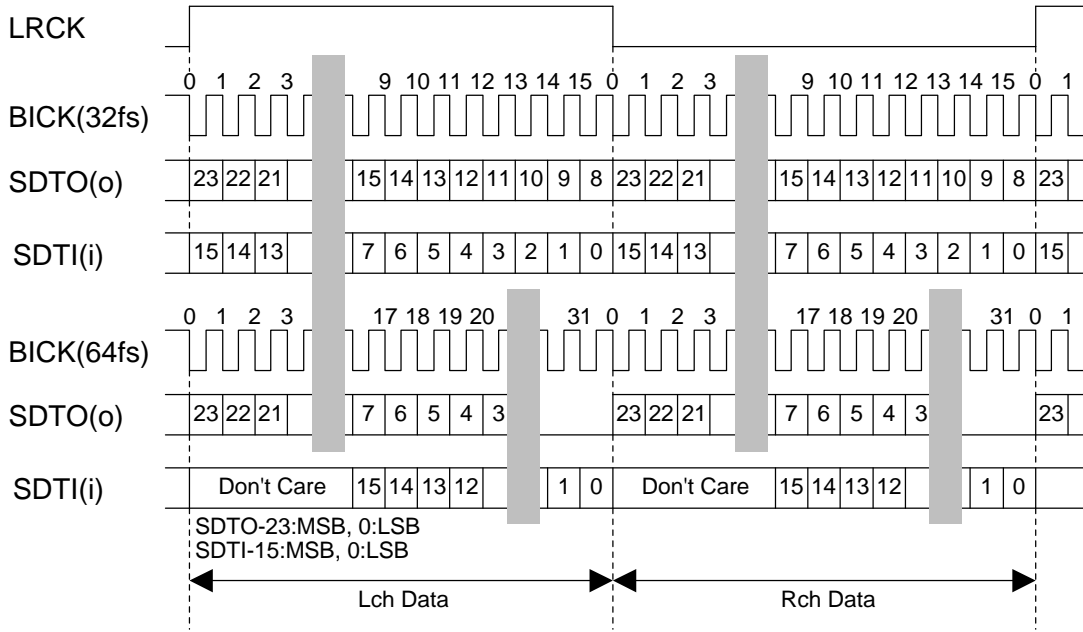 LRCK
0 1 2 3 9 10 11 12 13 14 15 0 1 2 3 9 10 11 12 13 14 15 0 1
BICK(32fs)
SDTO(o) 23 22 21 15 14 13 12 11 10 9 8 23 22 21 15 14 13 12 11 10 9 8 23
SDTI(i) 15 14 13 7 6 5 4 3 2 1 0 15 14 13 7 6 5 4 3 2 1 0 15
0 1 2 3 17 18 19 20 31 0 1 2 3 17 18 19 20 31 0 1
BICK(64fs)
SDTO(o) 23 22 21 7 6 5 4 3 23 22 21 7 6 5 4 3 23
SDTI(i) Don't Care 15 14 13 12 1 0 Don't Care 15 14 13 12 1 0
SDTO-23:MSB, 0:LSB
SDTI-15:MSB, 0:LSB
Lch Data Rch Data